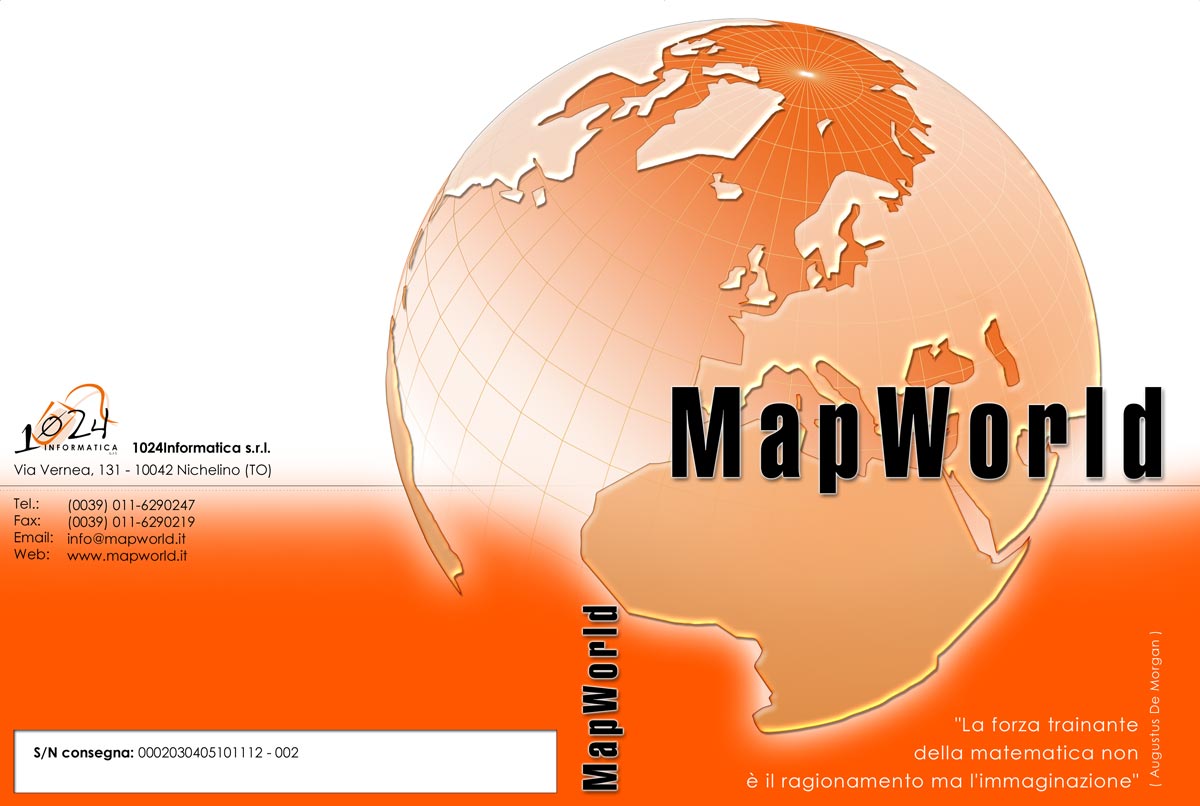 1024
INFORMATICA
s.r.l.
1024Informatica s.r.l.
Via Vernea, 131 - 10042 Nichelino (TO)
Tel.: (0039) 011-6290247
Fax: (0039) 011-6290219
Email: info@mapworld.it
Web: www.mapworld.it
S/N consegna: 0002030405101112 - 002
MapWorld
MapWorld
"La forza trainante
della matematica non
è il ragionamento ma l'immaginazione"
( Augustus De Morgan )